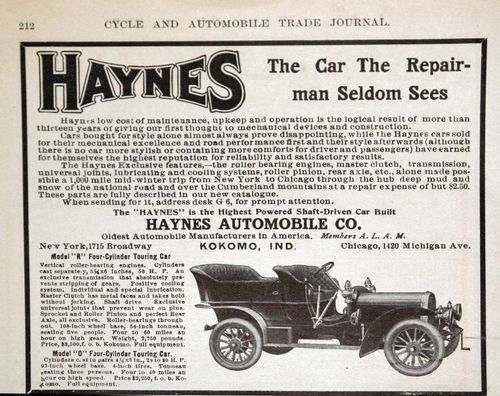 212
CYCLE AND AUTOMOBILE TRADE JOURNAL.
HAYNES
The Car The Repair-
man Seldom Sees
Haynes low cost of maintenance, upkeep and operation is the logical result of more than
thirteen years of giving our first thought to mechanical devices and construction.
Cars bought for style alone almost always prove disappointing, while the Haynes cars sold
for their mechanical excellence and road performance first and their style afterwards (although
there is no car more stylish or containing more comforts for driver and passengers) have earned
for themselves the highest reputation for reliability and satisfactory results.
The Haynes Exclusive features,—the roller bearing engines, master clutch, transmission,
universal joints, lubricating and cooling systems, roller pinion, rear axle, etc., alone made pos-
sible a 1,000 mile mid-winter trip from New York to Chicago through the hub deep mud and
snow of the national road and over the Cumberland mountains at a repair expense of but $2.50.
These parts are fully described in our new catalogue.
When sending for it, address desk G 6, for prompt attention.
The "HAYNES" is the Highest Powered Shaft-Driven Car Built
HAYNES AUTOMOBILE CO.
Oldest Automobile Manufacturers in America. Members A. L. A. M.
New York, 1715 Broadway KOKOMO, IND. Chicago, 1420 Michigan Ave.
Model "R" Four-Cylinder Touring Car.
Vertical roller-bearing engines. Cylinders
cast separately, 5¼x6 inches, 50 H. P. An
exclusive transmission that absolutely pre-
vents stripping of gears. Positive cooling
system. Individual and special lubrication.
Master Clutch has metal faces and takes hold
without jerking. Shaft drive. Exclusive
universal joints that prevent wear on pins.
Sprocket and Roller Pinion and perfect Rear
Axle, all exclusive. Roller-bearings through-
out. 108-inch wheel base, 54-inch tonneau,
seating five people. Four to 60 miles an
hour on high gear. Weight, 2,750 pounds.
Price, $3,500, f. o. b. Kokomo. Full equipment.
Model "O" Four-Cylinder Touring Car.
Cylinders cast in pairs 4¼x5 in., 28 to 30 H. P.
97-inch wheel base. 4-inch tires. Tonneau
seating three persons. Four to 40 miles an
hour on high speed. Price $2,250, f. o. b. Ko-
komo. Full equipment.